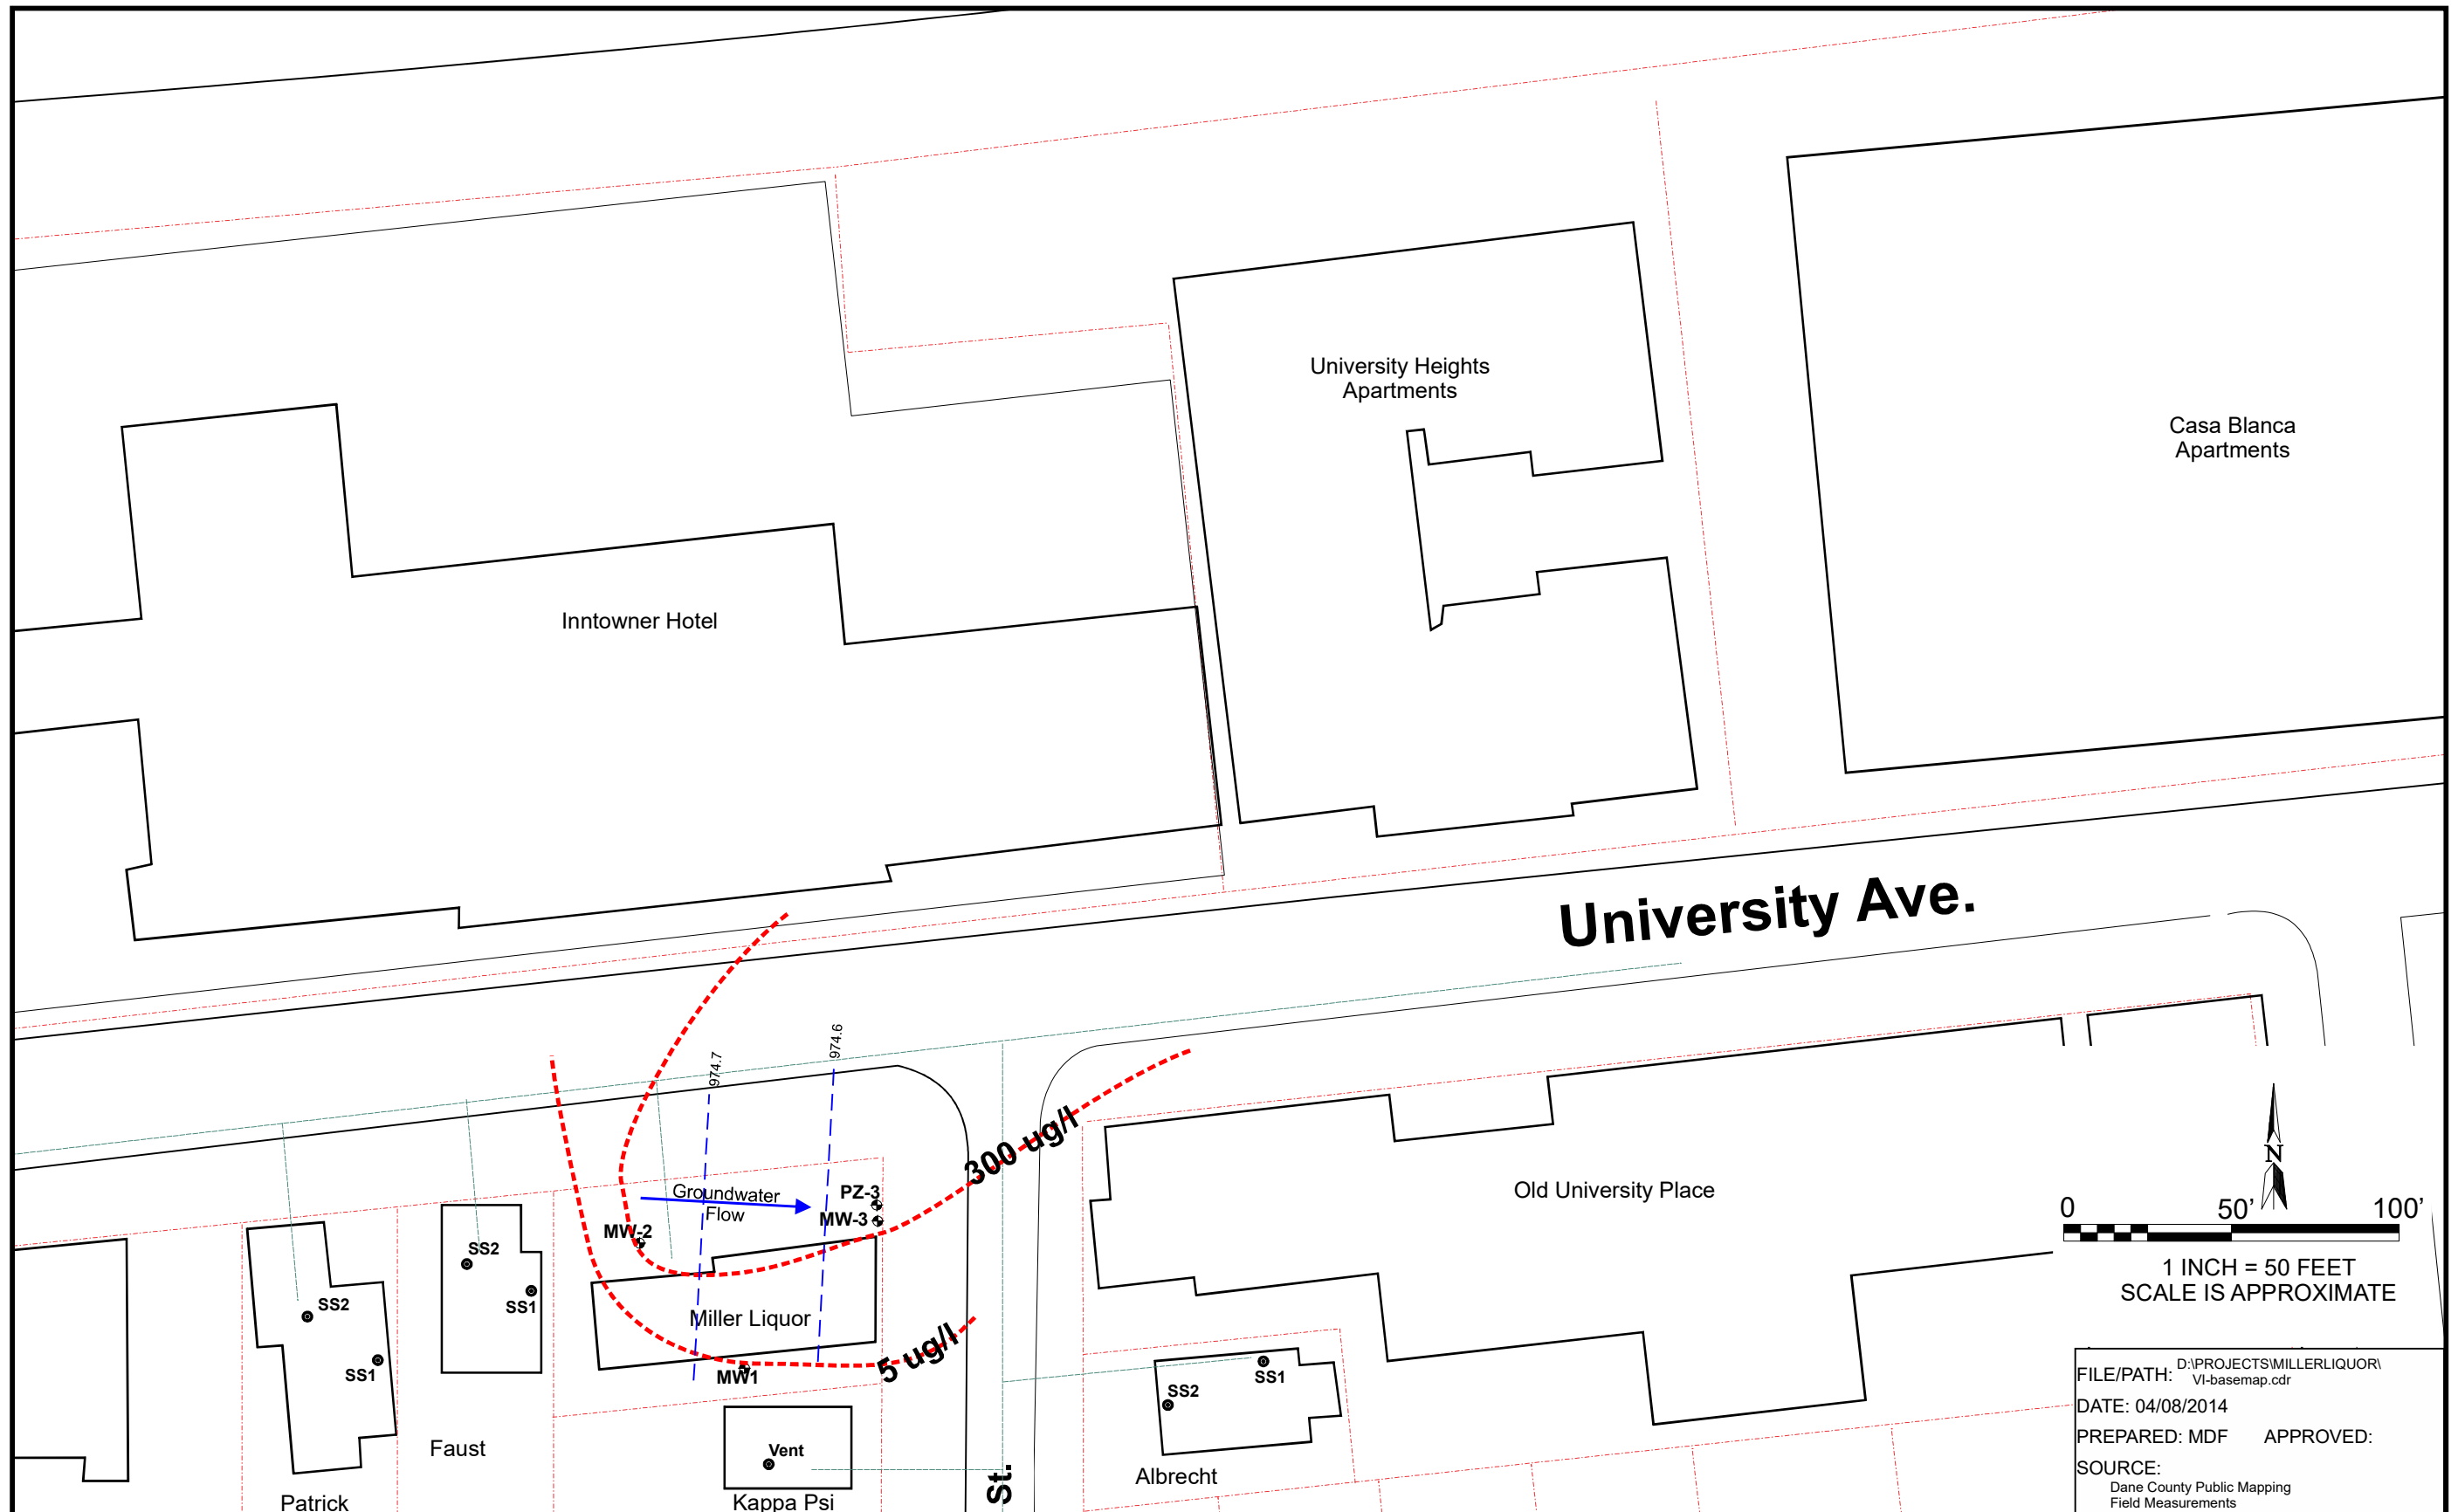 University Heights
Apartments
Casa Blanca
Apartments
Inntowner Hotel
University Ave.
974.6
974.7
300 ug/l
Groundwater
Flow
PZ-3
MW-3
MW-2
Old University Place
N
0 50’ 100’
1 INCH = 50 FEET
SCALE IS APPROXIMATE
SS2
SS1
SS2
SS1
Miller Liquor
5 ug/l
MW1
SS1
SS2
Vent
Faust
Patrick
Kappa Psi
St.
Albrecht
FILE/PATH: D:\PROJECTS\MILLERLIQUOR\
VI-basemap.cdr
DATE: 04/08/2014
PREPARED: MDF APPROVED:
SOURCE:
Dane County Public Mapping
Field Measurements